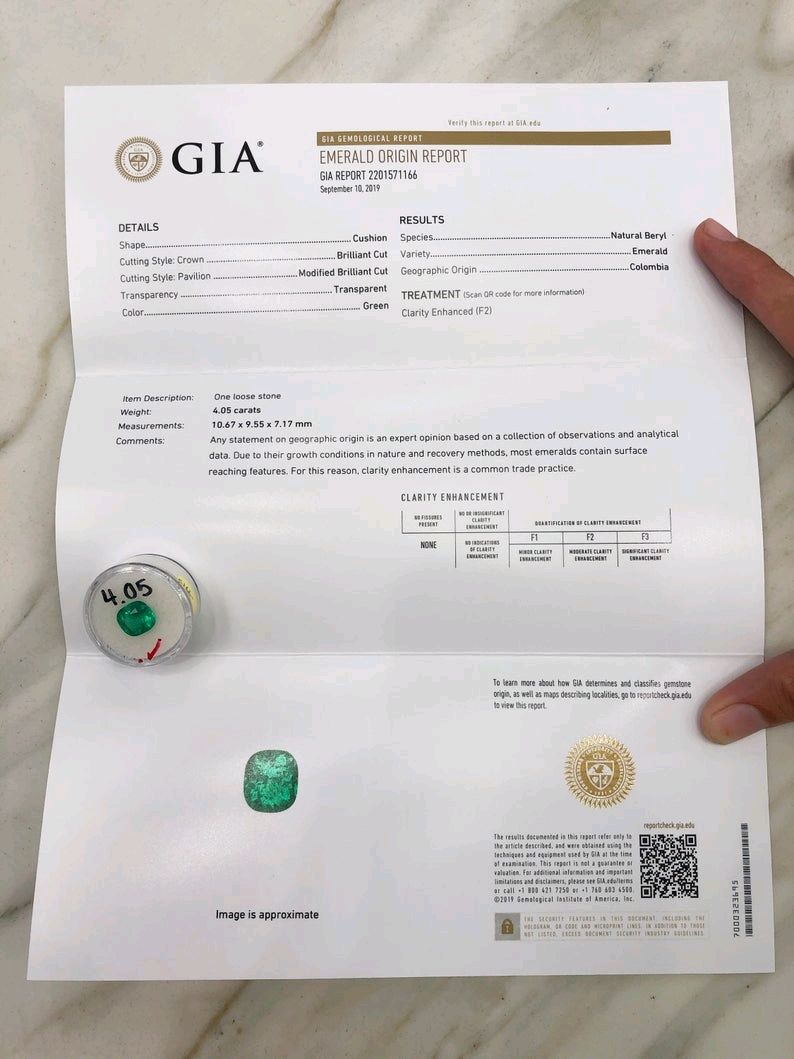 Verify this report at GIA.edu
GIA®
GIA GEMOLOGICAL REPORT
EMERALD ORIGIN REPORT
GIA REPORT 2201571166
September 10, 2019
DETAILS
Shape Cushion
Cutting Style: Crown Brilliant Cut
Cutting Style: Pavilion Modified Brilliant Cut
Transparency Transparent
Color Green
RESULTS
Species Natural Beryl
Variety Emerald
Geographic Origin Colombia
TREATMENT (Scan QR code for more information)
Clarity Enhanced (F2)
Item Description: One loose stone
Weight: 4.05 carats
Measurements: 10.67 x 9.55 x 7.17 mm
Comments: Any statement on geographic origin is an expert opinion based on a collection of observations and analytical
data. Due to their growth conditions in nature and recovery methods, most emeralds contain surface
reaching features. For this reason, clarity enhancement is a common trade practice.
CLARITY ENHANCEMENT
NO FISSURES
PRESENT
NONE
NO OR INSIGNIFICANT
CLARITY
ENHANCEMENT
NO INDICATIONS
OF CLARITY
ENHANCEMENT
QUANTIFICATION OF CLARITY ENHANCEMENT
F1 F2 F3
MINOR CLARITY
ENHANCEMENT
MODERATE CLARITY
ENHANCEMENT
SIGNIFICANT CLARITY
ENHANCEMENT
4.05
To learn more about how GIA determines and classifies gemstone
origin, as well as maps describing localities, go to reportcheck.gia.edu
to view this report.
GIA
Image is approximate
reportcheck.gia.edu
The results documented in this report refer only to
the article described, and were obtained using the
techniques and equipment used by GIA at the time
of examination. This report is not a guarantee or
valuation. For additional information and important
limitations and disclaimers, please see GIA.edu/terms
or call +1 800 421 7250 or +1 760 603 4500.
©2019 Gemological Institute of America, Inc.
THE SECURITY FEATURES IN THIS DOCUMENT, INCLUDING THE
HOLOGRAM, QR CODE AND MICROPRINT LINES, IN ADDITION TO THOSE
NOT LISTED, EXCEED DOCUMENT SECURITY INDUSTRY GUIDELINES.